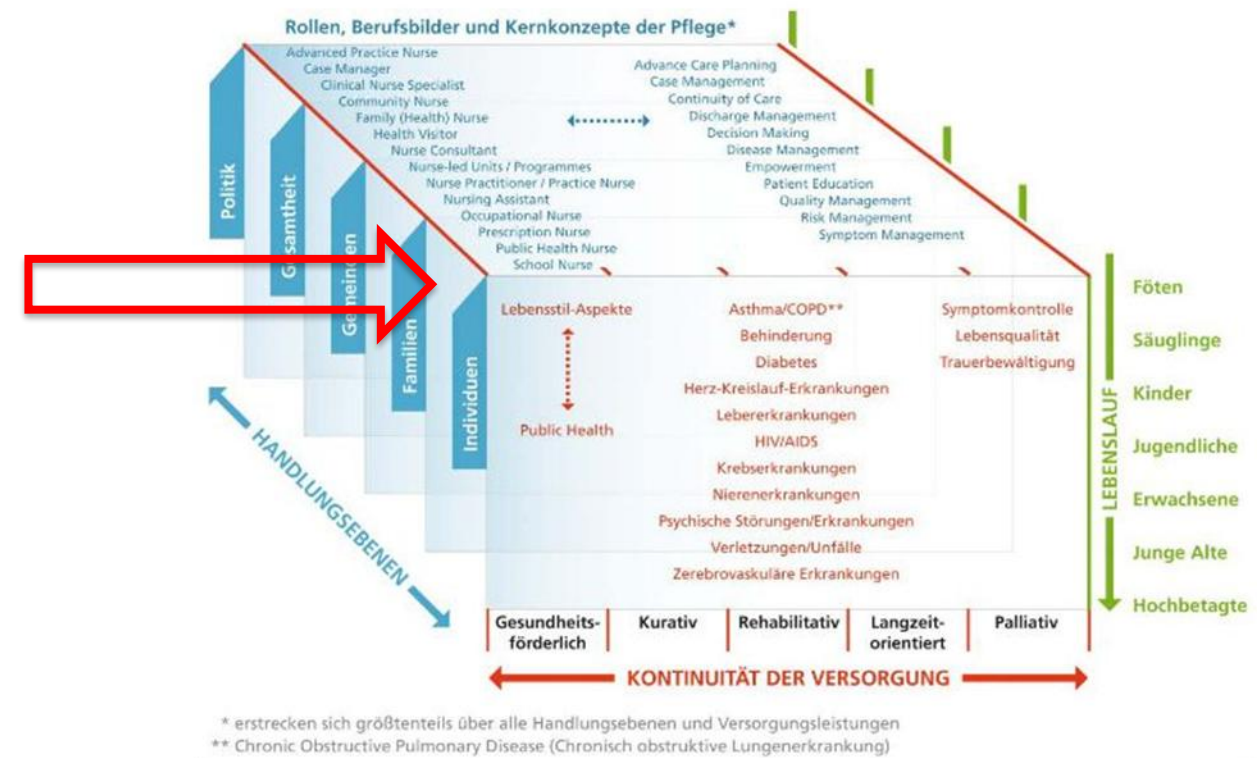 Rollen, Berufsbilder und Kernkonzepte der Pflege*
Advanced Practice Nurse
Case Manager
Clinical Nurse Specialist
Community Nurse
Family (Health) Nurse
Health Visitor
Nurse Consultant
Nurse-led Units / Programmes
Nurse Practitioner / Practice Nurse
Nursing Assistant
Occupational Nurse
Prescription Nurse
Public Health Nurse
School Nurse
Advance Care Planning
Case Management
Continuity of Care
Discharge Management
Decision Making
Disease Management
Empowerment
Patient Education
Quality Management
Risk Management
Symptom Management
Politik
Gesamtheit
Gemeinden
Familien
Individuen
HANDLUNGSEBENEN
Lebensstil-Aspekte
Public Health
Asthma/COPD**
Behinderung
Diabetes
Herz-Kreislauf-Erkrankungen
Lebererkrankungen
HIV/AIDS
Krebserkrankungen
Nierenerkrankungen
Psychische Störungen/Erkrankungen
Verletzungen/Unfälle
Zerebrovaskuläre Erkrankungen
Symptomkontrolle
Lebensqualität
Trauerbewältigung
LEBENSLAUF
Föten
Säuglinge
Kinder
Jugendliche
Erwachsene
Junge Alte
Hochbetagte
Gesundheits-
förderlich
Kurativ
Rehabilitativ
Langzeit-
orientiert
Palliativ
KONTINUITÄT DER VERSORGUNG
* erstrecken sich größtenteils über alle Handlungsebenen und Versorgungsleistungen
** Chronic Obstructive Pulmonary Disease (Chronisch obstruktive Lungenerkrankung)